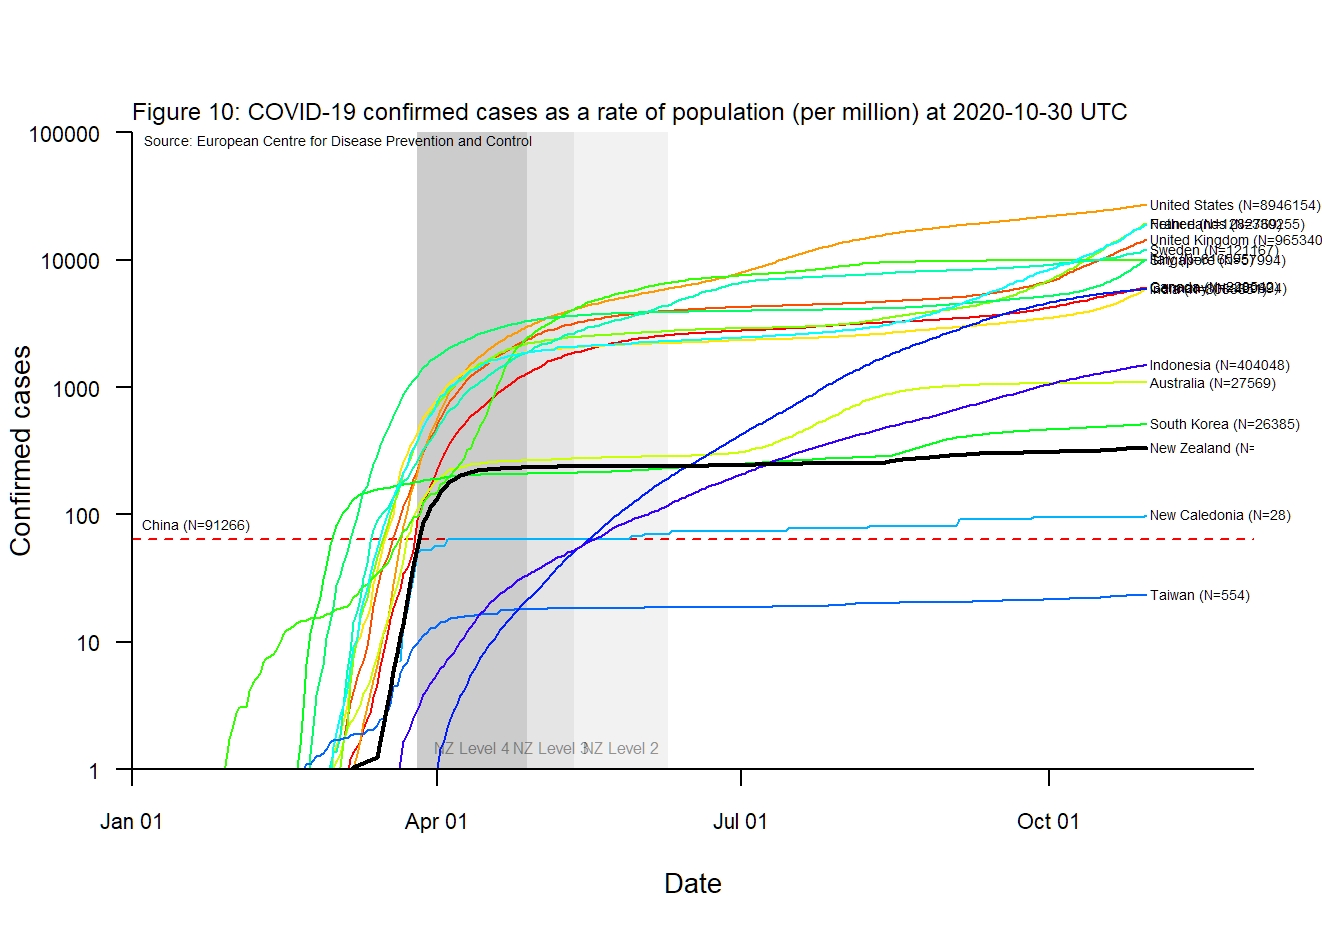 Figure 10: COVID-19 confirmed cases as a rate of population (per million) at 2020-10-30 UTC
Source: European Centre for Disease Prevention and Control
100000
10000
1000
100
10
1
Confirmed cases
United States (N=8946154)
United Kingdom (N=965340
Sweden (N=121167)
Indonesia (N=404048)
Australia (N=27569)
South Korea (N=26385)
New Zealand (N=
New Caledonia (N=28)
China (N=91266)
Taiwan (N=554)
NZ Level 4
NZ Level 3
NZ Level 2
Jan 01
Apr 01
Jul 01
Oct 01
Date